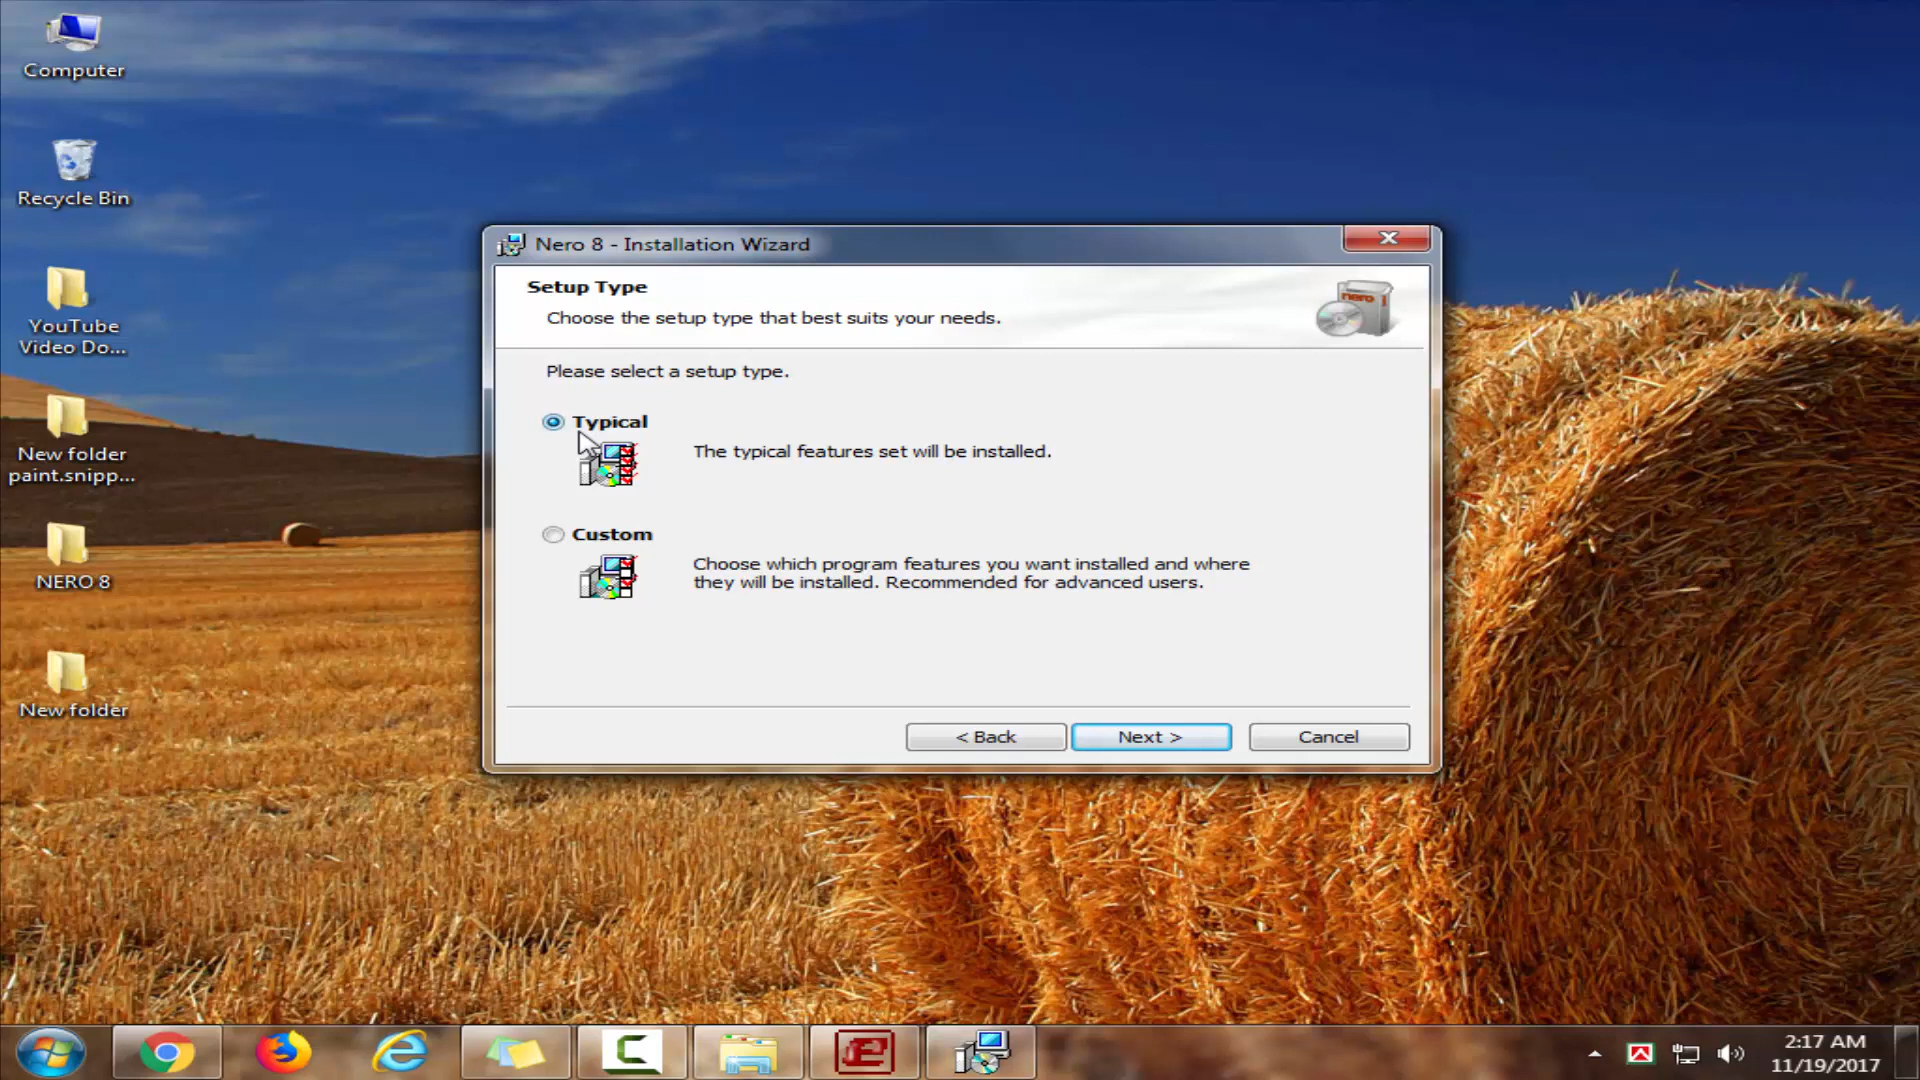 Computer
Recycle Bin
YouTube
Video Do...
New folder
paint.snipp...
NERO 8
New folder
Nero 8 - Installation Wizard
Setup Type
Choose the setup type that best suits your needs.
nero
Please select a setup type.
Typical
The typical features set will be installed.
Custom
Choose which program features you want installed and where
they will be installed. Recommended for advanced users.
< Back
Next >
Cancel
2:17 AM
11/19/2017